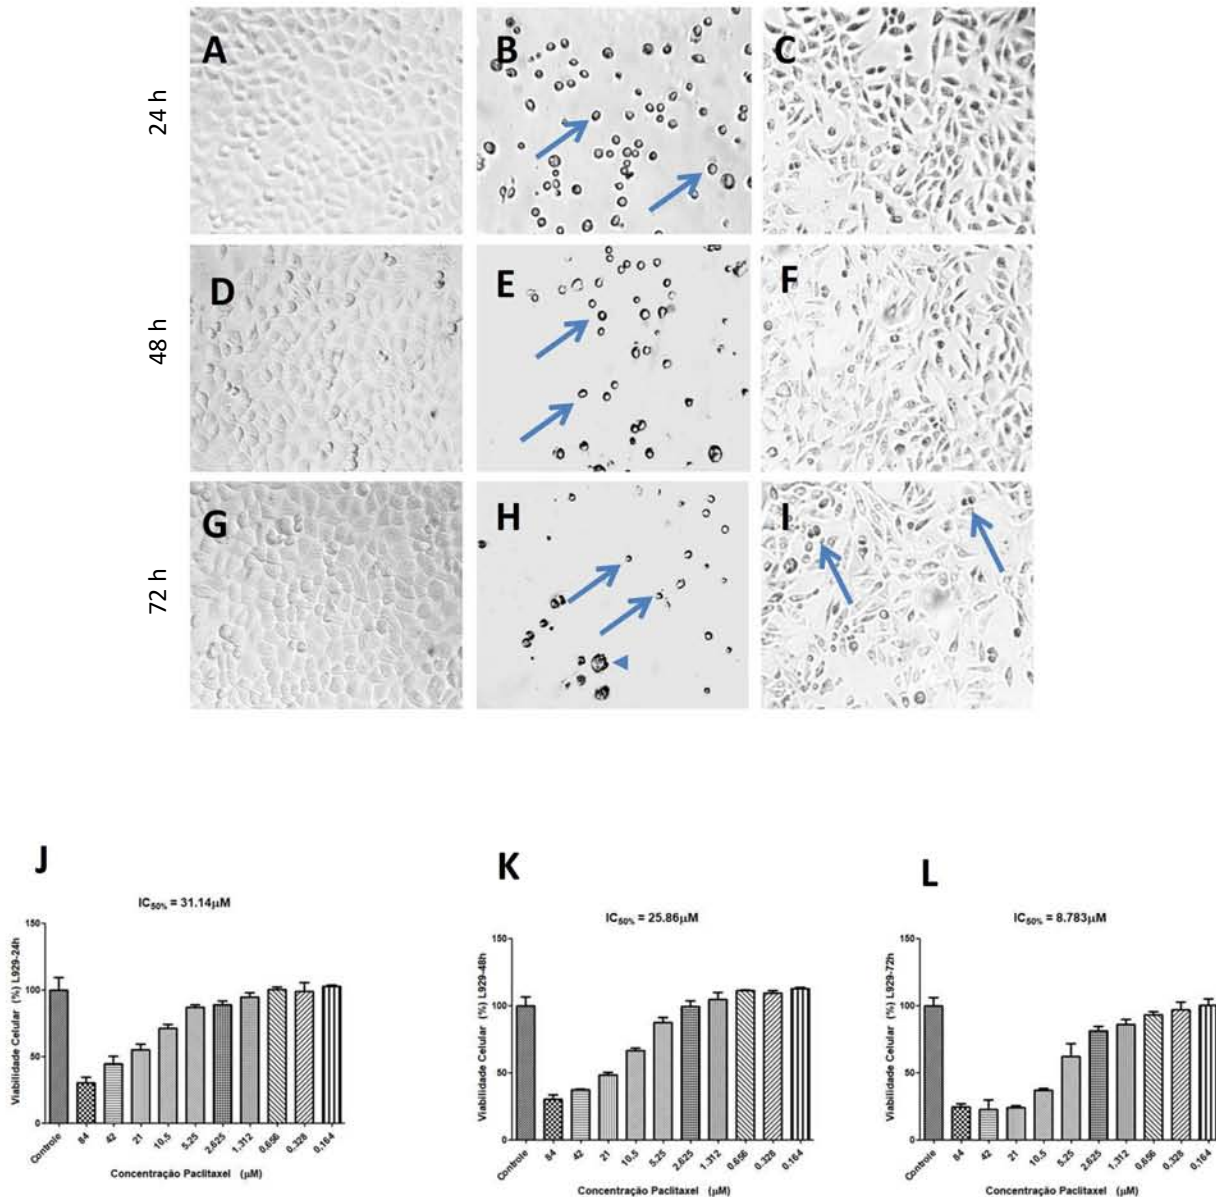 24 h
A
B
C
48 h
D
E
F
72 h
G
H
I
J
IC50% = 31.14µM
Viabilidade Celular (%) L929-24h
150
100
50
0
Controle
84
42
21
10.5
5.25
2.625
1.312
0.656
0.328
0.164
Concentração Paclitaxel (µM)
K
IC50% = 25.86µM
Viabilidade Celular (%) L929-48h
150
100
50
0
Controle
84
42
21
10.5
5.25
2.625
1.312
0.656
0.328
0.164
Concentração Paclitaxel (µM)
L
IC50% = 8.783µM
Viabilidade Celular (%) L929-72h
150
100
50
0
Controle
84
42
21
10.5
5.25
2.625
1.312
0.656
0.328
0.164
Concentração Paclitaxel (µM)